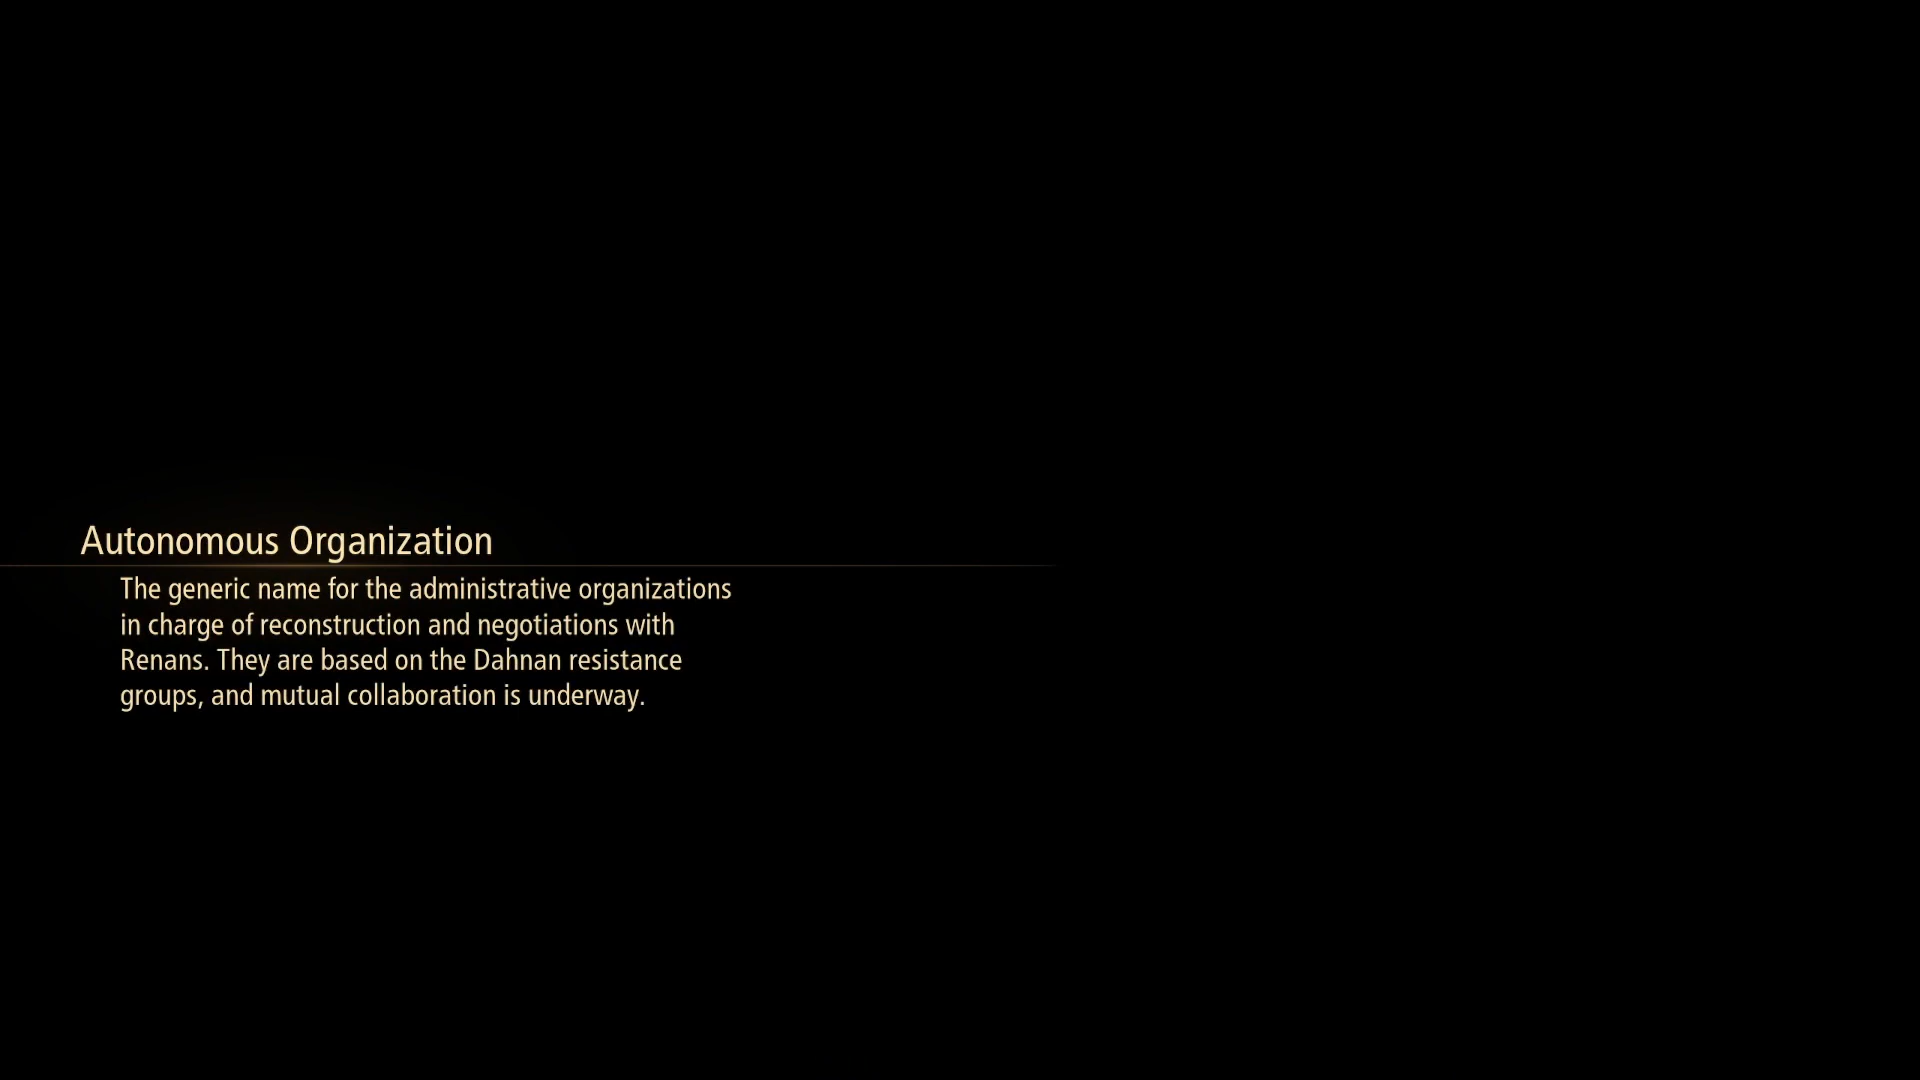 Autonomous Organization
The generic name for the administrative organizations
in charge of reconstruction and negotiations with
Renans. They are based on the Dahnan resistance
groups, and mutual collaboration is underway.